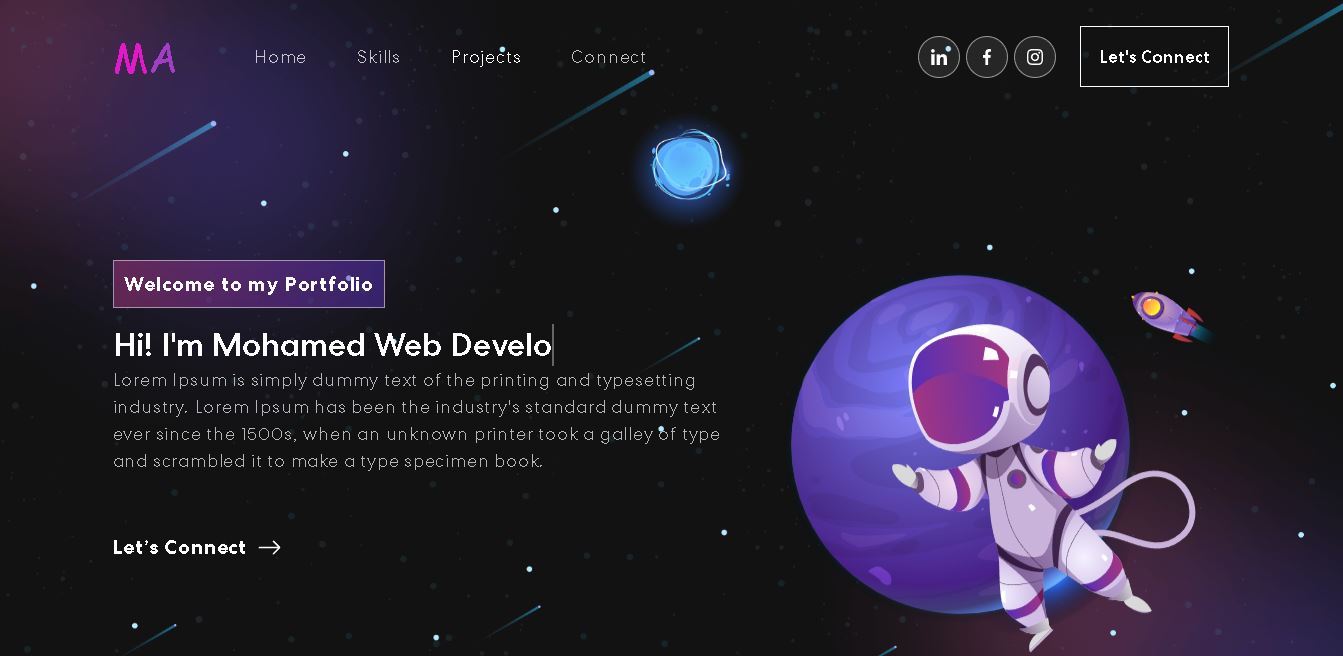 MA
Home Skills Projects Connect
in f
Let's Connect
Welcome to my Portfolio
Hi! I'm Mohamed Web Develo
Lorem Ipsum is simply dummy text of the printing and typesetting
industry. Lorem Ipsum has been the industry's standard dummy text
ever since the 1500s, when an unknown printer took a galley of type
and scrambled it to make a type specimen book.
Let's Connect